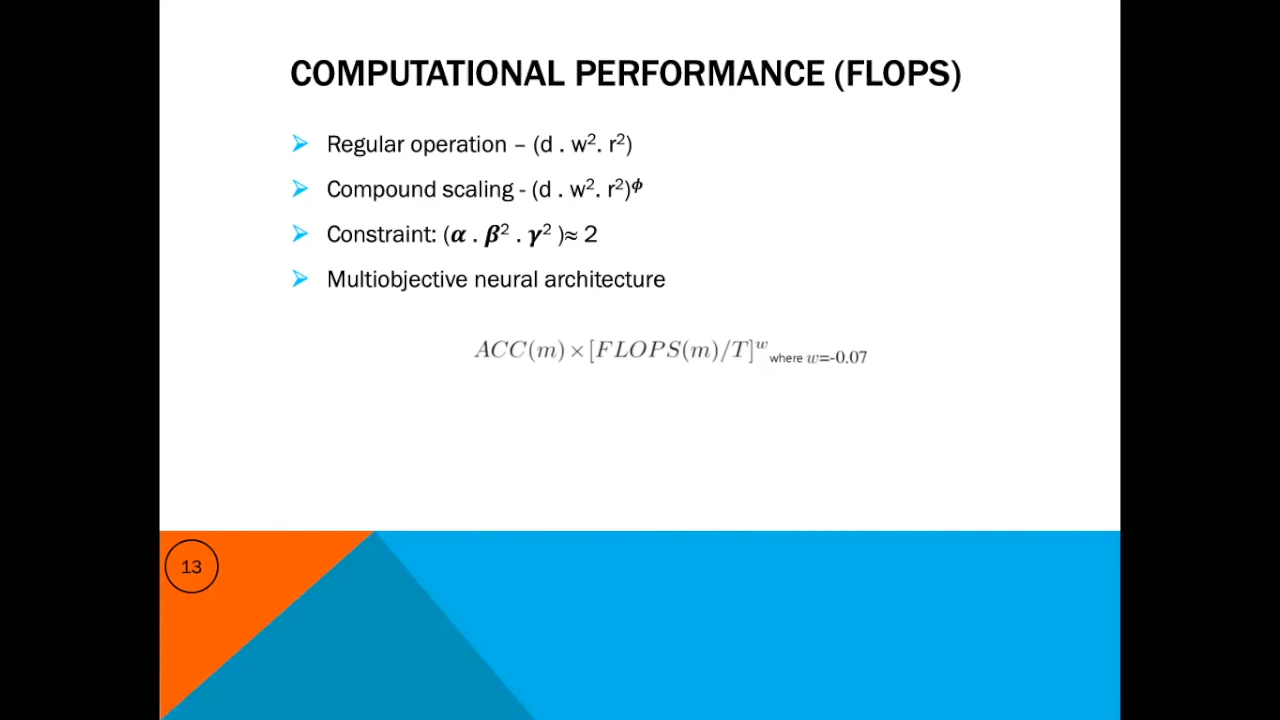 COMPUTATIONAL PERFORMANCE (FLOPS)
Regular operation – (d . w². r²)
Compound scaling - (d . w². r²)^ϕ
Constraint: (α . β² . γ² )≈ 2
Multiobjective neural architecture
ACC(m)×[FLOPS(m)/T]^w where w=-0.07
13